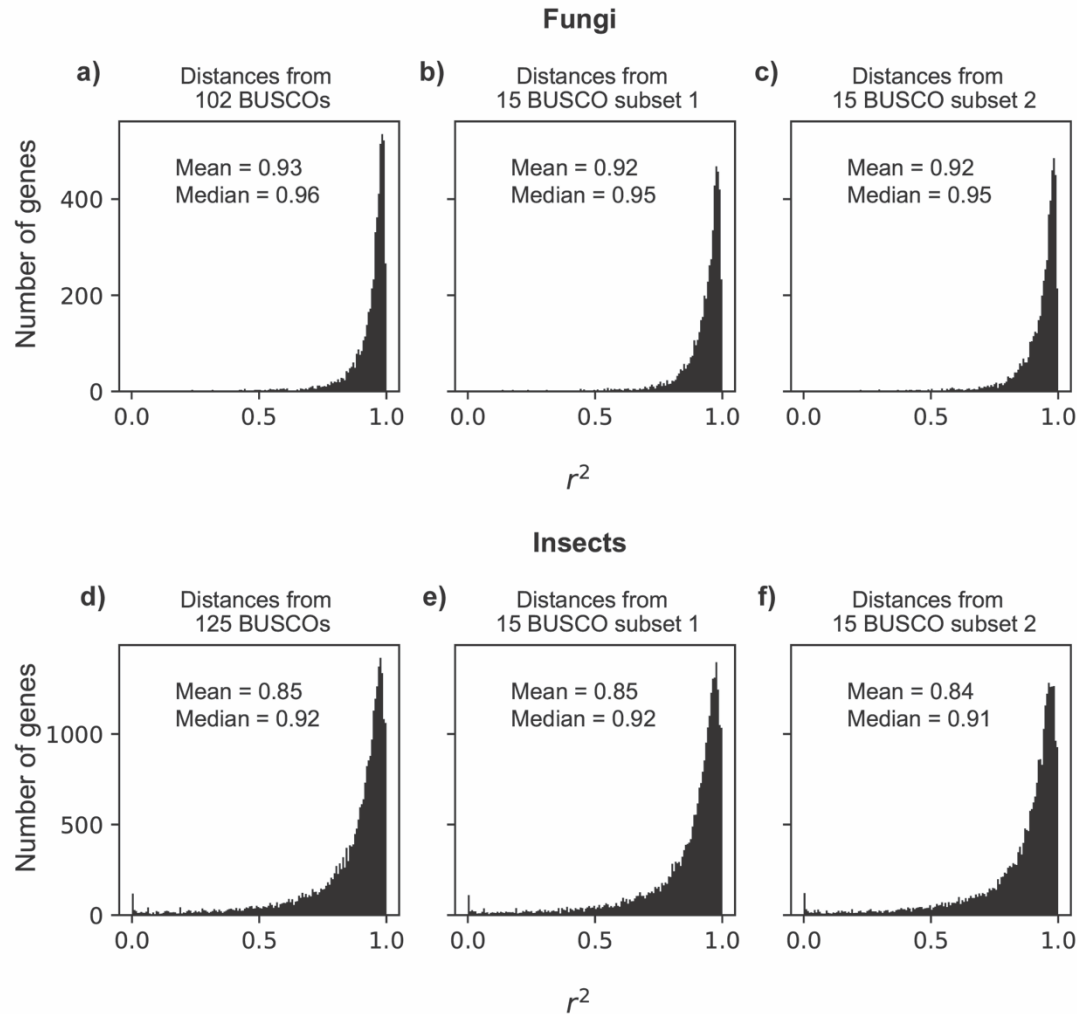 Fungi
a) Distances from
102 BUSCOs
b) Distances from
15 BUSCO subset 1
c) Distances from
15 BUSCO subset 2
Number of genes
400
200
0
Mean = 0.93
Median = 0.96
Mean = 0.92
Median = 0.95
Mean = 0.92
Median = 0.95
0.0 0.5 1.0
0.0 0.5 1.0
0.0 0.5 1.0
r²
Insects
d) Distances from
125 BUSCOs
e) Distances from
15 BUSCO subset 1
f) Distances from
15 BUSCO subset 2
Number of genes
1000
500
0
Mean = 0.85
Median = 0.92
Mean = 0.85
Median = 0.92
Mean = 0.84
Median = 0.91
0.0 0.5 1.0
0.0 0.5 1.0
0.0 0.5 1.0
r²